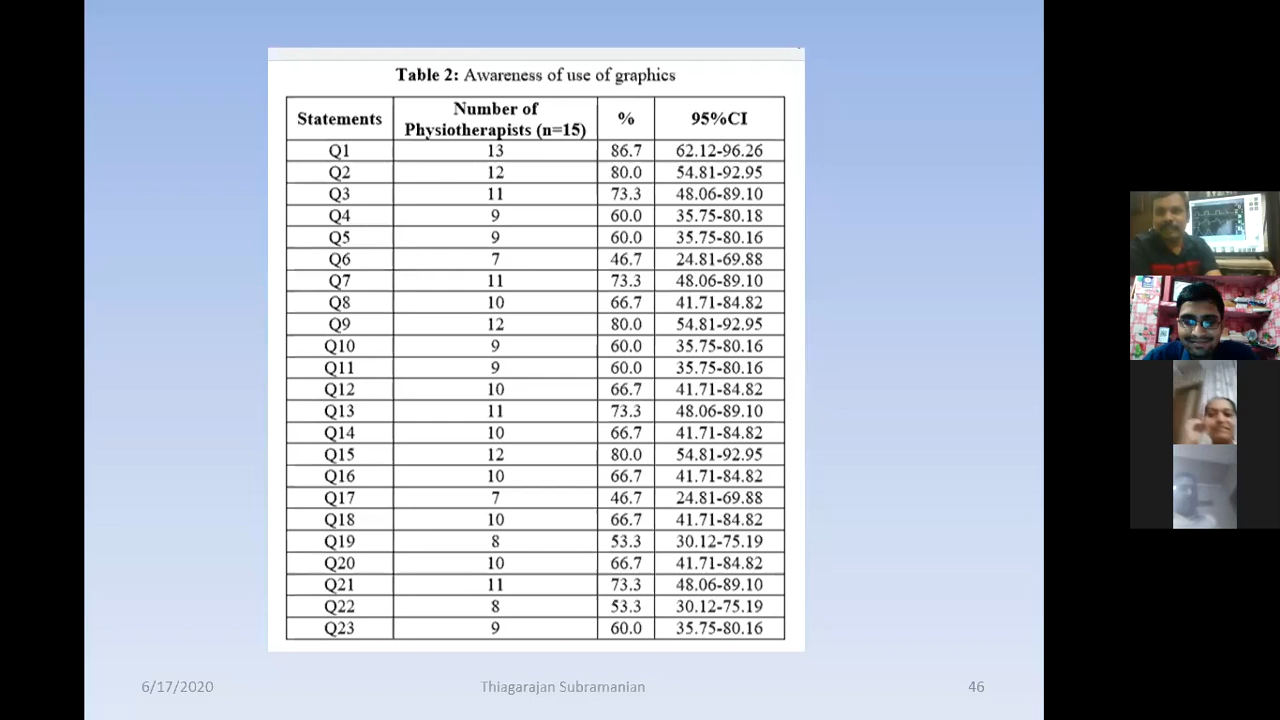 Table 2: Awareness of use of graphics
Statements Number of Physiotherapists (n=15) % 95%CI
Q1 13 86.7 62.12-96.26
Q2 12 80.0 54.81-92.95
Q3 11 73.3 48.06-89.10
Q4 9 60.0 35.75-80.18
Q5 9 60.0 35.75-80.16
Q6 7 46.7 24.81-69.88
Q7 11 73.3 48.06-89.10
Q8 10 66.7 41.71-84.82
Q9 12 80.0 54.81-92.95
Q10 9 60.0 35.75-80.16
Q11 9 60.0 35.75-80.16
Q12 10 66.7 41.71-84.82
Q13 11 73.3 48.06-89.10
Q14 10 66.7 41.71-84.82
Q15 12 80.0 54.81-92.95
Q16 10 66.7 41.71-84.82
Q17 7 46.7 24.81-69.88
Q18 10 66.7 41.71-84.82
Q19 8 53.3 30.12-75.19
Q20 10 66.7 41.71-84.82
Q21 11 73.3 48.06-89.10
Q22 8 53.3 30.12-75.19
Q23 9 60.0 35.75-80.16
6/17/2020 Thiagarajan Subramanian 46